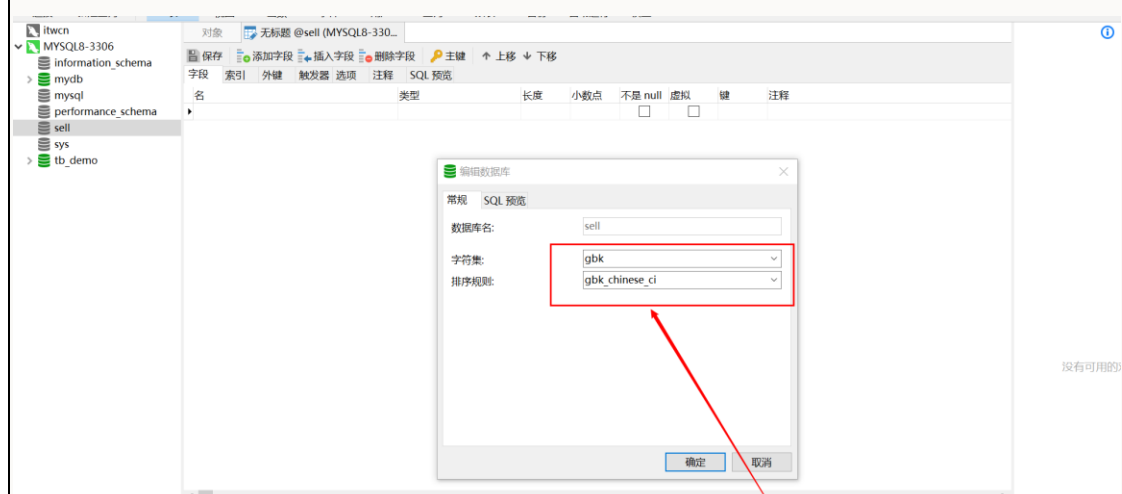 itwcn
MYSQL8-3306
information_schema
mydb
mysql
performance_schema
sell
sys
tb_demo
对象 无标题 @sell (MYSQL8-330...
保存 添加字段 插入字段 删除字段 主键 上移 下移
字段 索引 外键 触发器 选项 注释 SQL 预览
名 类型 长度 小数点 不是 null 虚拟 键 注释
编辑数据库
常规 SQL 预览
数据库名: sell
字符集: gbk
排序规则: gbk_chinese_ci
确定 取消
没有可用的